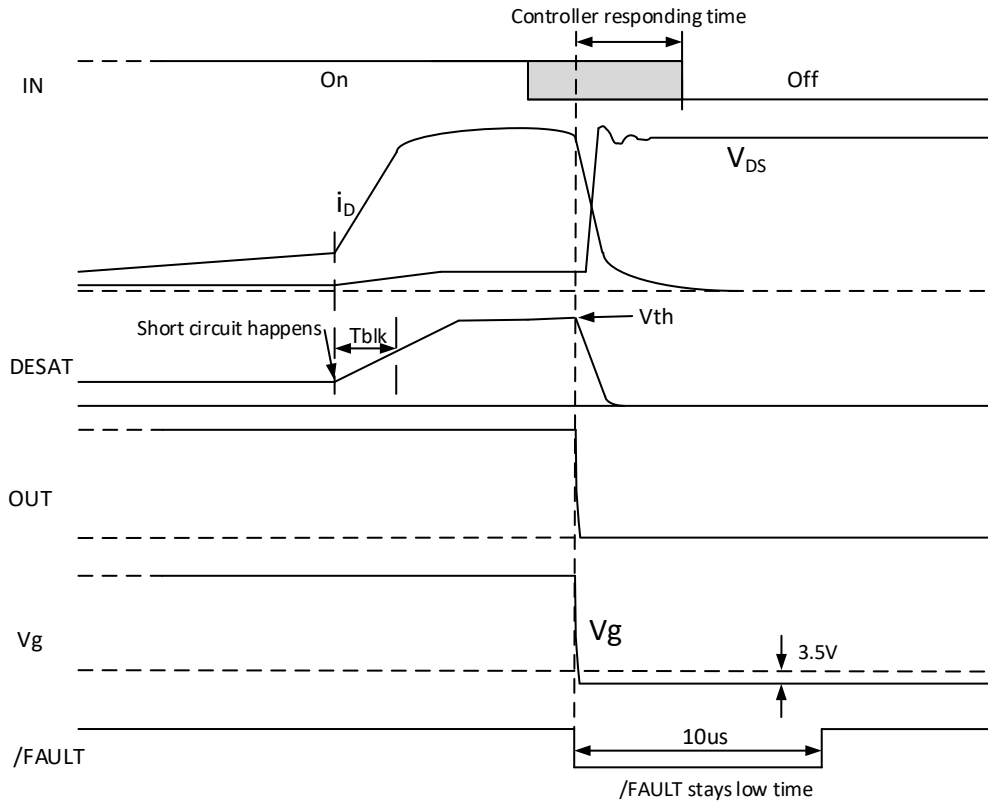 Controller responding time
IN
On
Off
V_DS
i_D
Short circuit happens
Tblk
Vth
DESAT
OUT
Vg
Vg
3.5V
10us
/FAULT
/FAULT stays low time